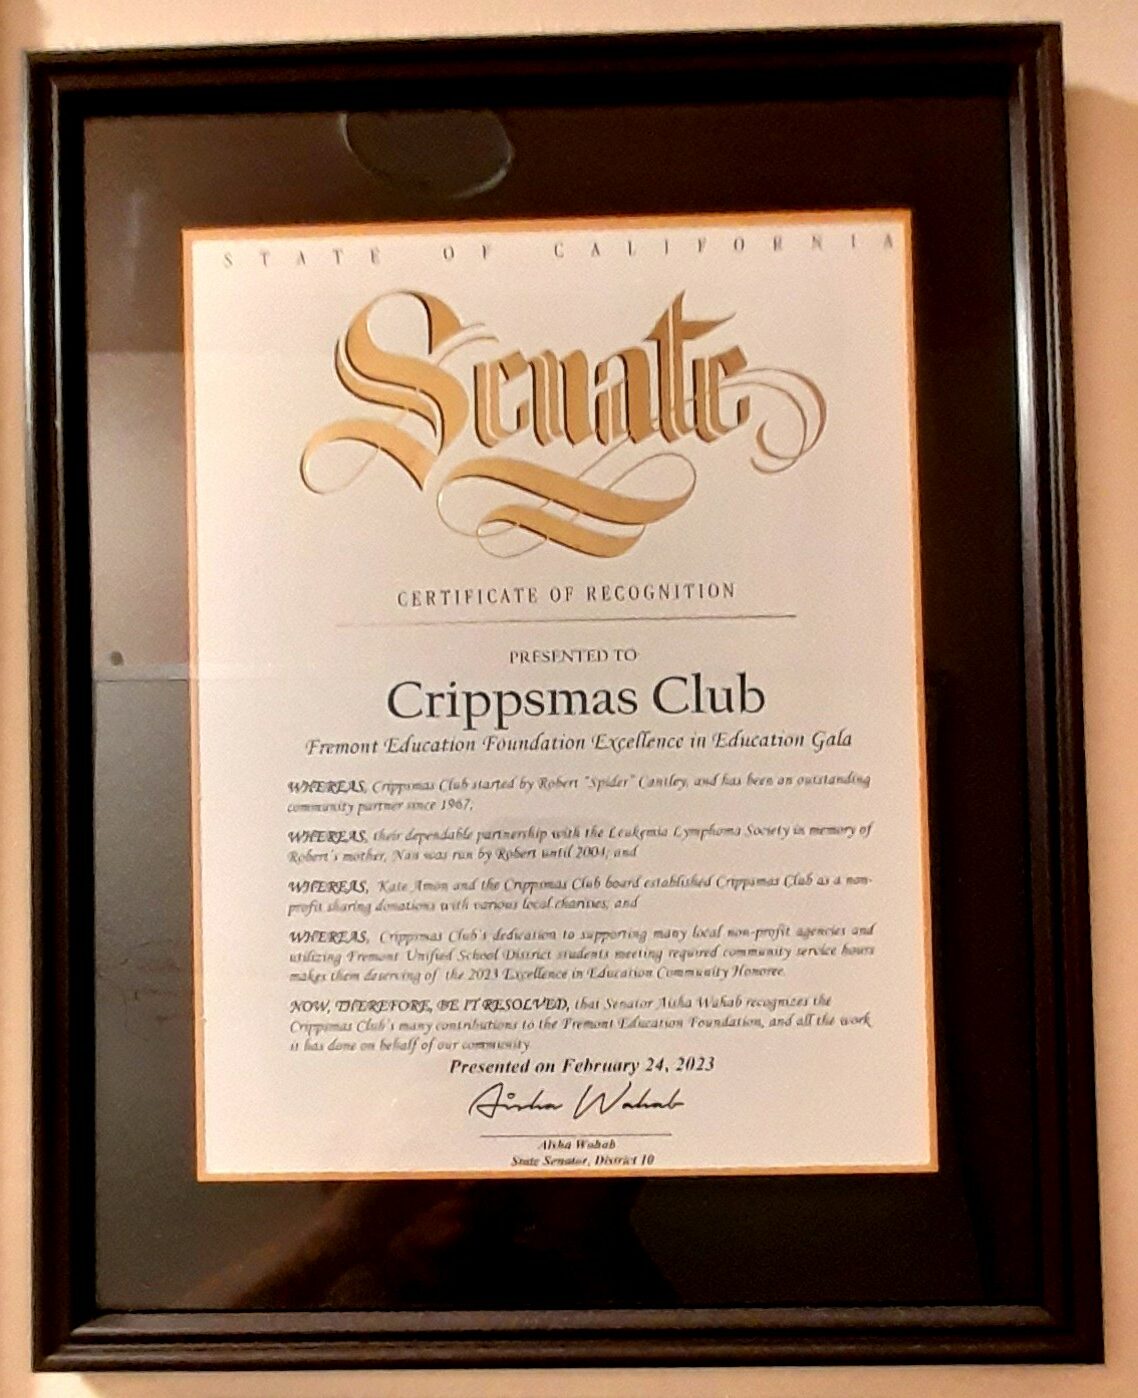 STATE OF CALIFORNIA
Senate
CERTIFICATE OF RECOGNITION
PRESENTED TO
Crippsmas Club
Fremont Education Foundation Excellence in Education Gala
WHEREAS, Crippsmas Club started by Robert "Spider" Cantley, and has been an outstanding
community partner since 1967;
WHEREAS, their dependable partnership with the Leukemia Lymphoma Society in memory of
Robert's mother, Nan was run by Robert until 2004; and
WHEREAS, Kate Amon and the Crippsmas Club board established Crippsmas Club as a non-
profit sharing donations with various local charities; and
WHEREAS, Crippsmas Club's dedication to supporting many local non-profit agencies and
utilizing Fremont Unified School District students meeting required community service hours
makes them deserving of the 2023 Excellence in Education Community Honoree.
NOW, THEREFORE, BE IT RESOLVED, that Senator Aisha Wahab recognizes the
Crippsmas Club's many contributions to the Fremont Education Foundation, and all the work
it has done on behalf of our community
Presented on February 24, 2023
Aisha Wahab
Aisha Wahab
State Senator, District 10